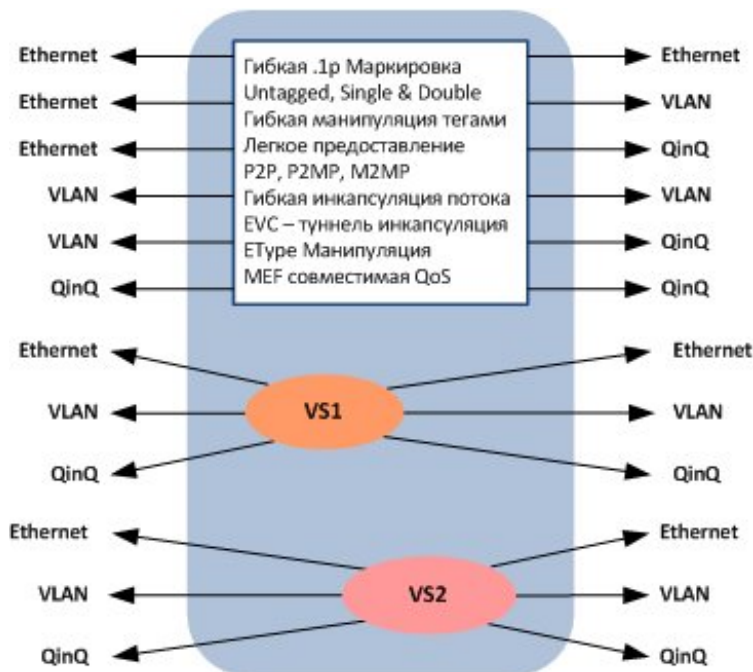 Ethernet
Ethernet
Ethernet
VLAN
VLAN
QinQ
Гибкая .1p Маркировка
Untagged, Single & Double
Гибкая манипуляция тегами
Легкое предоставление
P2P, P2MP, M2MP
Гибкая инкапсуляция потока
EVC – туннель инкапсуляция
EType Манипуляция
MEF совместимая QoS
Ethernet
VLAN
QinQ
VLAN
QinQ
QinQ
Ethernet
VLAN
QinQ
VS1
Ethernet
VLAN
QinQ
Ethernet
VLAN
QinQ
VS2
Ethernet
VLAN
QinQ